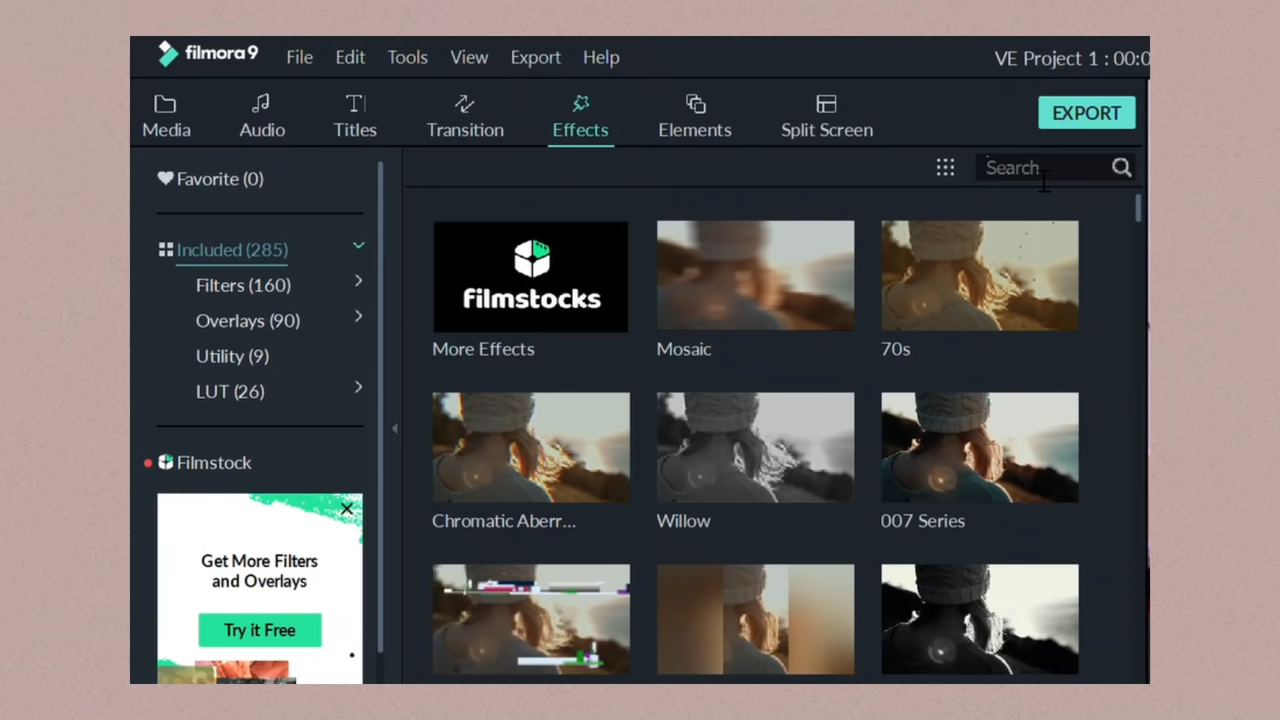 filmora9 File Edit Tools View Export Help VE Project 1 : 00:0
Media Audio Titles Transition Effects Elements Split Screen EXPORT
Favorite (0)
Search
Included (285)
Filters (160)
Overlays (90)
Utility (9)
LUT (26)
Filmstock
Get More Filters
and Overlays
Try it Free
filmstocks
More Effects Mosaic 70s
Chromatic Aberr... Willow 007 Series